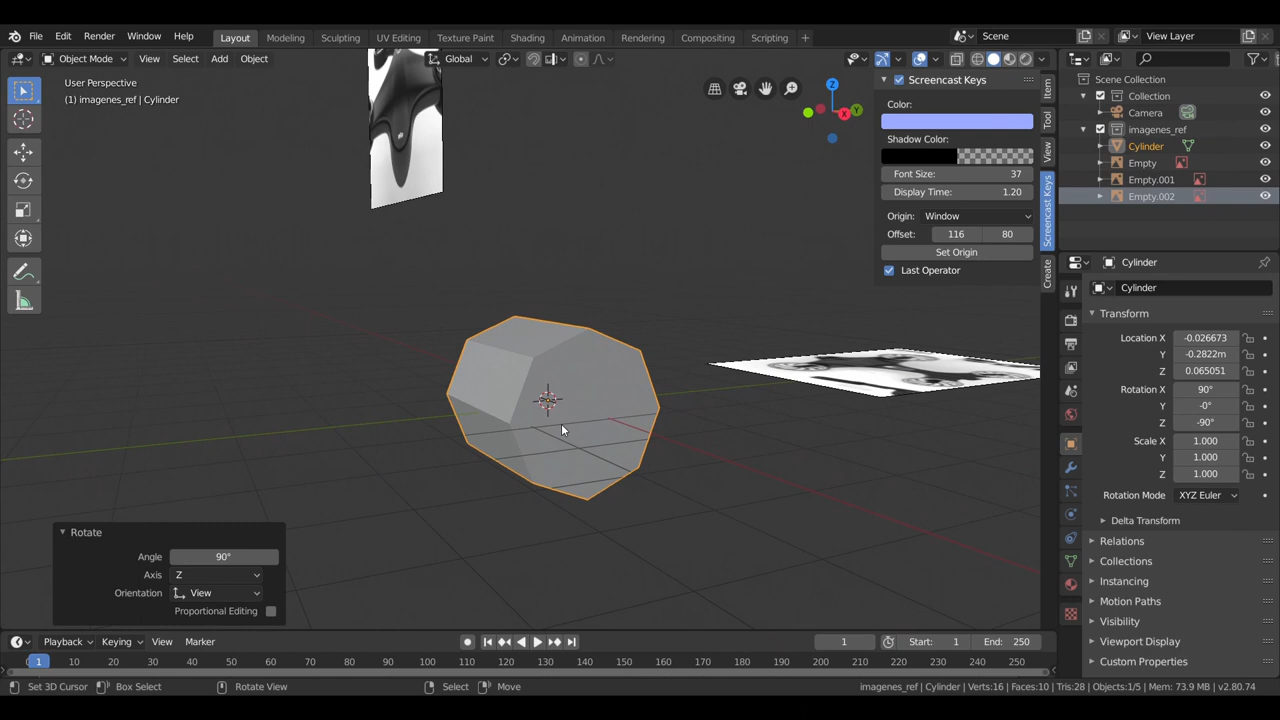 File Edit Render Window Help Layout Modeling Sculpting UV Editing Texture Paint Shading Animation Rendering Compositing Scripting + Scene View Layer
Object Mode View Select Add Object Global
User Perspective
(1) imagenes_ref | Cylinder
Screencast Keys
Color:
Shadow Color:
Font Size: 37
Display Time: 1.20
Origin: Window
Offset: 116 80
Set Origin
Last Operator
Item
Tool
View
Screencast Keys
Create
Z
Y
X
Scene Collection
Collection
Camera
imagenes_ref
Cylinder
Empty
Empty.001
Empty.002
Cylinder
Cylinder
Transform
Location X -0.026673
Y -0.2822m
Z 0.065051
Rotation X 90°
Y -0°
Z -90°
Scale X 1.000
Y 1.000
Z 1.000
Rotation Mode XYZ Euler
Delta Transform
Relations
Collections
Instancing
Motion Paths
Visibility
Viewport Display
Custom Properties
Rotate
Angle 90°
Axis Z
Orientation View
Proportional Editing
Playback Keying View Marker 1 Start: 1 End: 250
1 10 20 30 40 50 60 70 80 90 100 110 120 130 140 150 160 170 180 190 200 210 220 230 240 250
Set 3D Cursor Box Select Rotate View Select Move imagenes_ref | Cylinder | Verts:16 | Faces:10 | Tris:28 | Objects:1/5 | Mem: 73.9 MB | v2.80.74